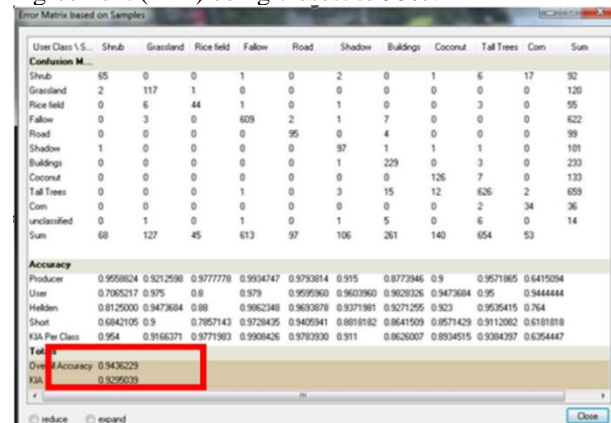 Error Matrix based on Samples
User Class \ S... Shrub Grassland Rice field Fallow Road Shadow Buildings Coconut Tall Trees Corn Sum
Confusion M...
Shrub 65 0 0 1 0 2 0 1 6 17 92
Grassland 2 117 1 0 0 0 0 0 0 0 120
Rice field 0 6 44 1 0 1 0 0 3 0 55
Fallow 0 3 0 609 2 1 7 0 0 0 622
Road 0 0 0 0 95 0 4 0 0 0 99
Shadow 1 0 0 0 0 97 1 1 1 0 101
Buildings 0 0 0 0 0 1 229 0 3 0 233
Coconut 0 0 0 0 0 0 0 126 7 0 133
Tall Trees 0 0 0 1 0 3 15 12 626 2 659
Corn 0 0 0 0 0 0 0 0 2 34 36
unclassified 0 1 0 1 0 1 5 0 6 0 14
Sum 68 127 45 613 97 106 261 140 654 53
Accuracy
Producer 0.9558824 0.9212598 0.9777778 0.9934747 0.9793814 0.915 0.8773946 0.9 0.9571865 0.6415094
User 0.7065217 0.975 0.8 0.979 0.9595960 0.9603960 0.9828326 0.9473684 0.95 0.9444444
Hellden 0.8125000 0.9473684 0.88 0.9862348 0.9693878 0.9371981 0.9271255 0.923 0.9535415 0.764
Short 0.6842105 0.9 0.7857143 0.9728435 0.9405941 0.8818182 0.8641509 0.8571429 0.9112082 0.6181818
KIA Per Class 0.954 0.9166371 0.9771983 0.9908426 0.9783930 0.911 0.8626007 0.8934515 0.9384397 0.6354447
Totals
Overall Accuracy 0.9436229
KIA 0.9295039
reduce expand Close